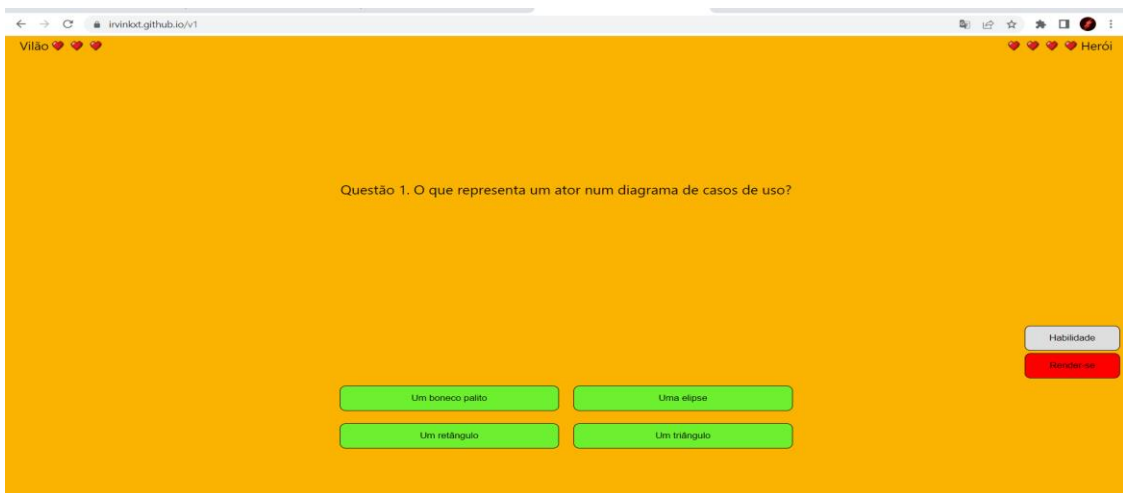 irvinkxt.github.io/v1
Vilão ❤ ❤ ❤
❤ ❤ ❤ ❤ Herói
Questão 1. O que representa um ator num diagrama de casos de uso?
Habilidade
Render-se
Um boneco palito
Uma elipse
Um retângulo
Um triângulo